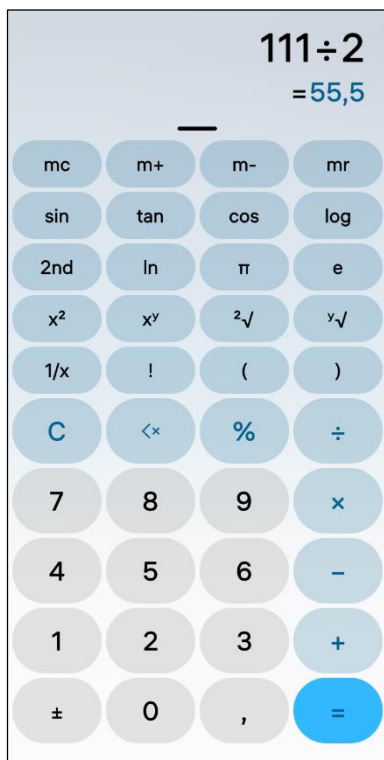 111÷2
=55,5
mc m+ m- mr
sin tan cos log
2nd ln π e
x² xʸ ²√ ʸ√
1/x ! ( )
C % ÷
7 8 9 ×
4 5 6 −
1 2 3 +
± 0 , =